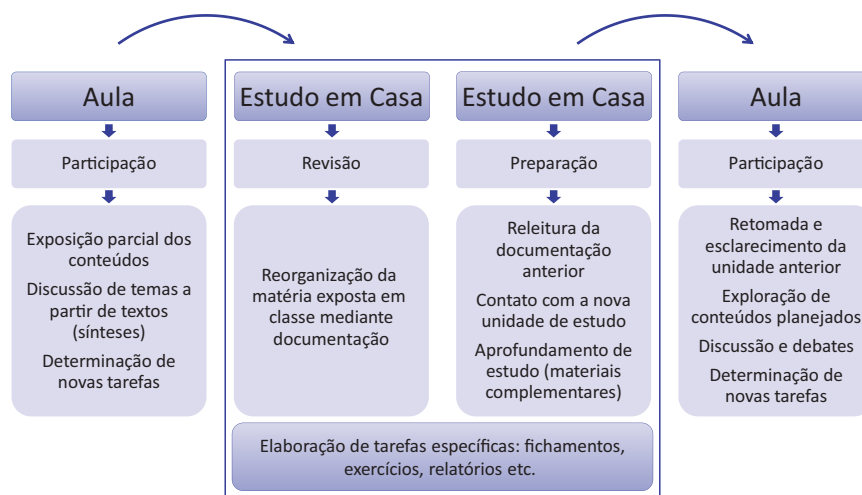 Aula
Participação
Exposição parcial dos
conteúdos
Discussão de temas a
partir de textos
(sínteses)
Determinação de
novas tarefas
Estudo em Casa
Revisão
Reorganização da
matéria exposta em
classe mediante
documentação
Estudo em Casa
Preparação
Releitura da
documentação
anterior
Contato com a nova
unidade de estudo
Aprofundamento de
estudo (materiais
complementares)
Elaboração de tarefas específicas: fichamentos,
exercícios, relatórios etc.
Aula
Participação
Retomada e
esclarecimento da
unidade anterior
Exploração de
conteúdos planejados
Discussão e debates
Determinação de
novas tarefas